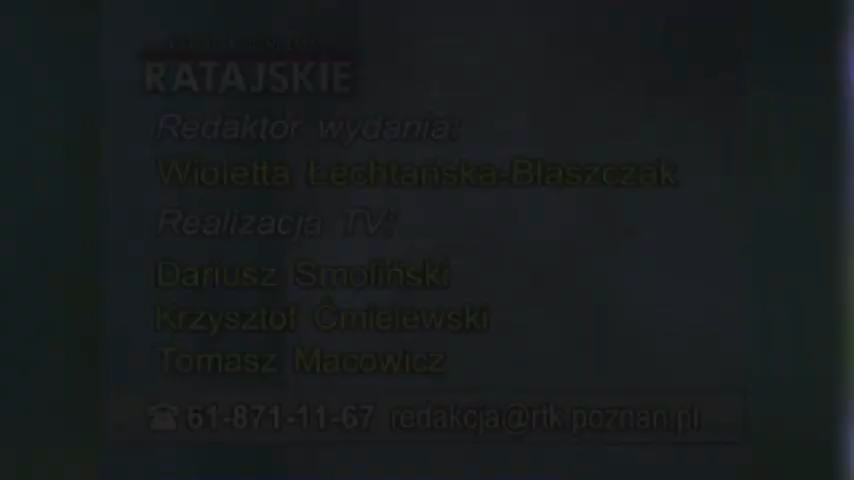 RATAJSKIE
Redaktor wydania:
Wioletta Łechtańska-Błaszczak
Realizacja TV:
Dariusz Smoliński
Krzysztof Ćmielewski
Tomasz Macowicz
☎ 61-871-11-67 redakcja@rtk.poznan.pl